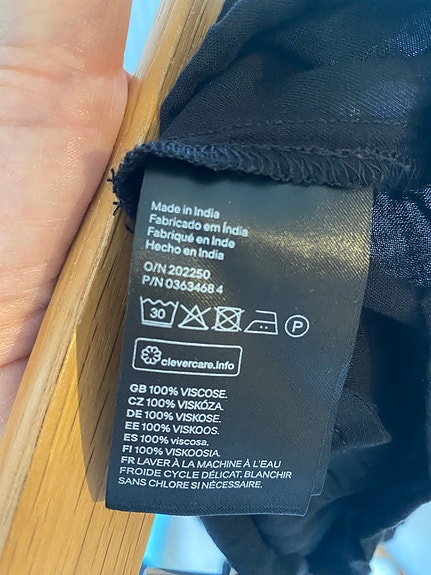 Made in India
Fabricado em Índia
Fabriqué en Inde
Hecho en India
O/N 202250
P/N 0363468 4
30 P
clevercare.info
GB 100% VISCOSE.
CZ 100% VISKÓZA.
DE 100% VISKOSE.
EE 100% VISKOOS.
ES 100% viscosa.
FI 100% VISKOOSIA.
FR LAVER À LA MACHINE À L'EAU
FROIDE CYCLE DÉLICAT. BLANCHIR
SANS CHLORE SI NÉCESSAIRE.